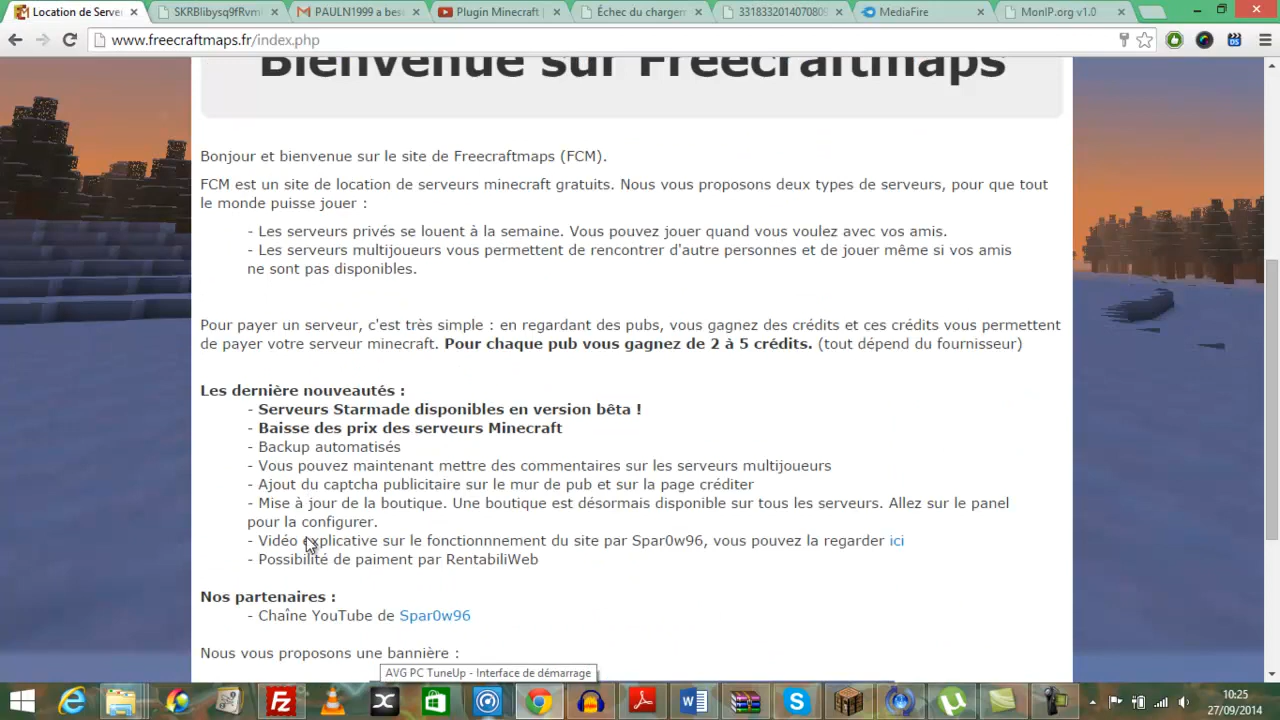 Location de Serve
SKRBlibysq9fRvm
PAULN1999 a bes
Plugin Minecraft |
Échec du chargem
3318332014070809
MediaFire
MonIP.org v1.0
www.freecraftmaps.fr/index.php
Bienvenue sur Freecraftmaps
Bonjour et bienvenue sur le site de Freecraftmaps (FCM).
FCM est un site de location de serveurs minecraft gratuits. Nous vous proposons deux types de serveurs, pour que tout
le monde puisse jouer :
- Les serveurs privés se louent à la semaine. Vous pouvez jouer quand vous voulez avec vos amis.
- Les serveurs multijoueurs vous permettent de rencontrer d'autre personnes et de jouer même si vos amis
ne sont pas disponibles.
Pour payer un serveur, c'est très simple : en regardant des pubs, vous gagnez des crédits et ces crédits vous permettent
de payer votre serveur minecraft. Pour chaque pub vous gagnez de 2 à 5 crédits. (tout dépend du fournisseur)
Les dernière nouveautés :
- Serveurs Starmade disponibles en version bêta !
- Baisse des prix des serveurs Minecraft
- Backup automatisés
- Vous pouvez maintenant mettre des commentaires sur les serveurs multijoueurs
- Ajout du captcha publicitaire sur le mur de pub et sur la page créditer
- Mise à jour de la boutique. Une boutique est désormais disponible sur tous les serveurs. Allez sur le panel
pour la configurer.
- Vidéo explicative sur le fonctionnnement du site par Spar0w96, vous pouvez la regarder ici
- Possibilité de paiment par RentabiliWeb
Nos partenaires :
- Chaîne YouTube de Spar0w96
Nous vous proposons une bannière :
AVG PC TuneUp - Interface de démarrage
10:25
27/09/2014